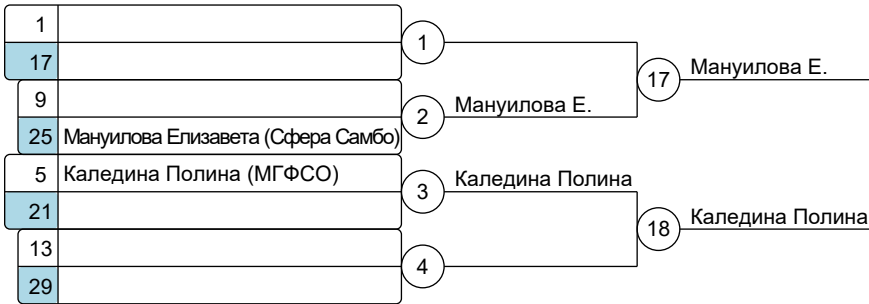 1
17
1
17 Мануилова Е.
9
2 Мануилова Е.
25 Мануилова Елизавета (Сфера Самбо)
5 Каледина Полина (МГФСО)
3 Каледина Полина
21
18 Каледина Полина
13
4
29